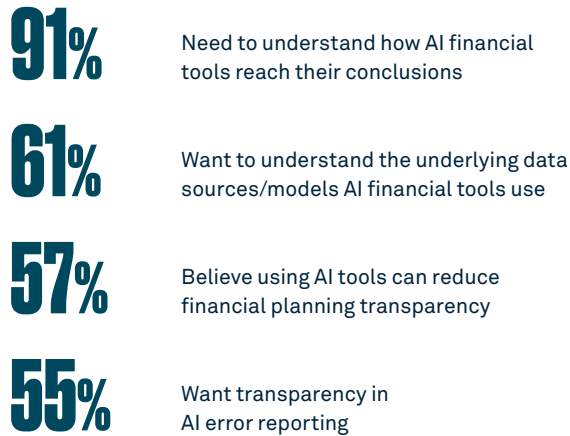 91%
Need to understand how AI financial
tools reach their conclusions
61%
Want to understand the underlying data
sources/models AI financial tools use
57%
Believe using AI tools can reduce
financial planning transparency
55%
Want transparency in
AI error reporting